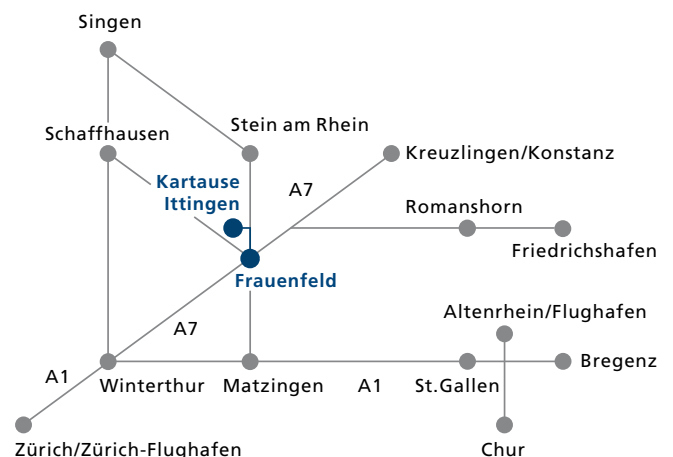 Singen
Schaffhausen
Stein am Rhein
Kreuzlingen/Konstanz
Kartause
Ittingen
A7
Romanshorn
Friedrichshafen
Frauenfeld
Altenrhein/Flughafen
A7
A1
Winterthur
Matzingen
A1
St.Gallen
Bregenz
Zürich/Zürich-Flughafen
Chur